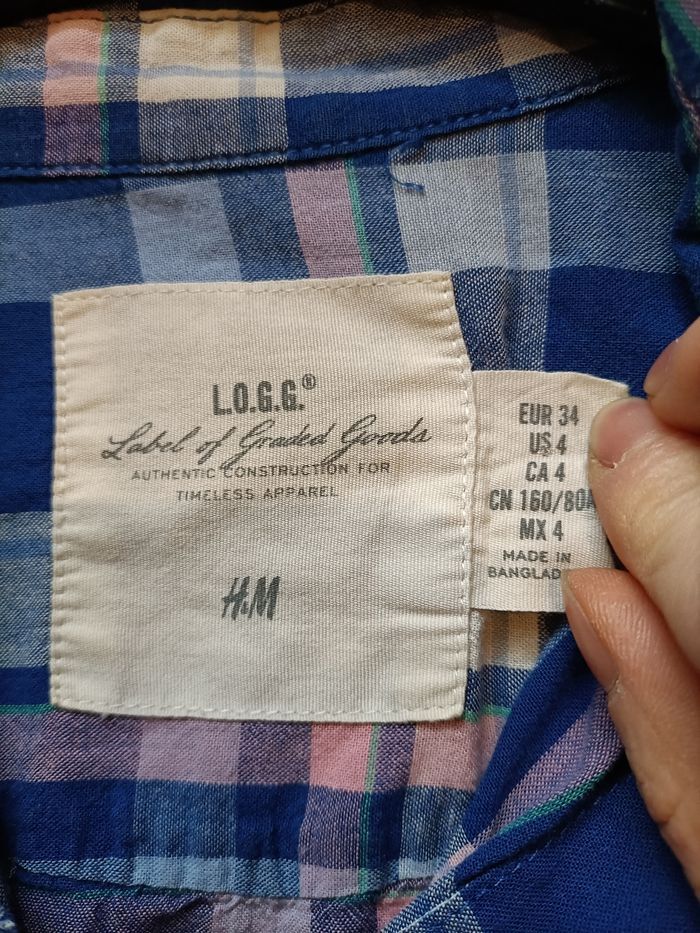 L.O.G.G.®
Label of Graded Goods
AUTHENTIC CONSTRUCTION FOR
TIMELESS APPAREL
H&M
EUR 34
US 4
CA 4
CN 160/80
MX 4
MADE IN